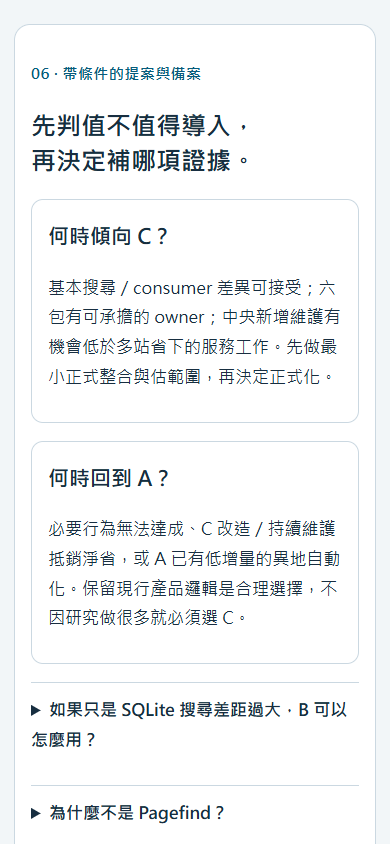 06 · 帶條件的提案與備案
先判值不值得導入，
再決定補哪項證據。
何時傾向 C？
基本搜尋 / consumer 差異可接受；六
包有可承擔的 owner；中央新增維護有
機會低於多站省下的服務工作。先做最
小正式整合與估範圍，再決定正式化。
何時回到 A？
必要行為無法達成、C 改造 / 持續維護
抵銷淨省，或 A 已有低增量的異地自動
化。保留現行產品邏輯是合理選擇，不
因研究做很多就必須選 C。
▶ 如果只是 SQLite 搜尋差距過大，B 可以
怎麼用？
▶ 為什麼不是 Pagefind？